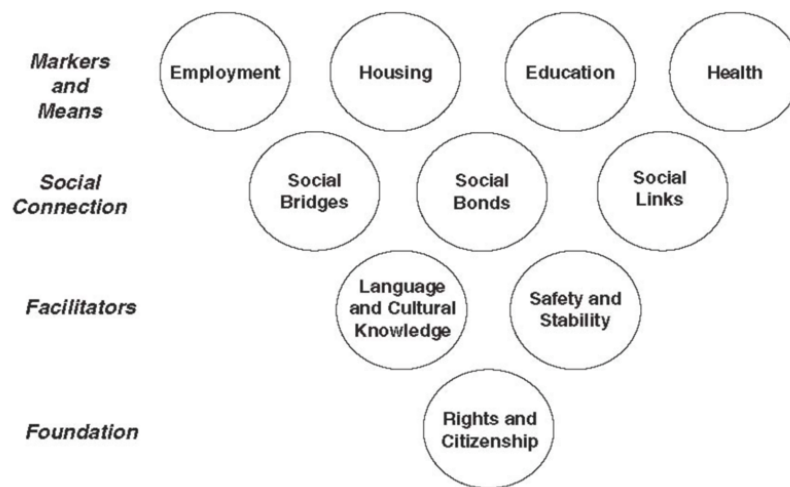 Markers
and
Means
Employment
Housing
Education
Health
Social
Connection
Social
Bridges
Social
Bonds
Social
Links
Facilitators
Language
and Cultural
Knowledge
Safety and
Stability
Foundation
Rights and
Citizenship